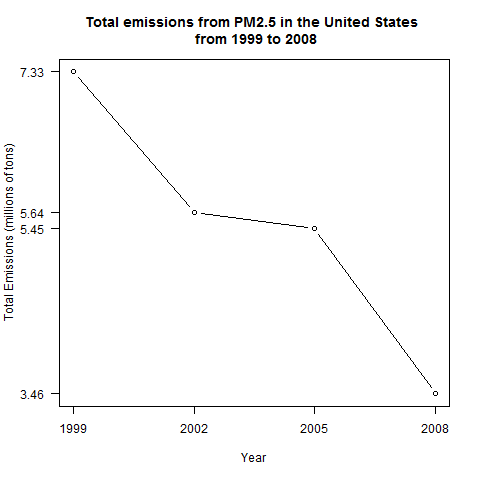 Total emissions from PM2.5 in the United States
from 1999 to 2008
Total Emissions (millions of tons)
7.33
5.64
5.45
3.46
1999 2002 2005 2008
Year